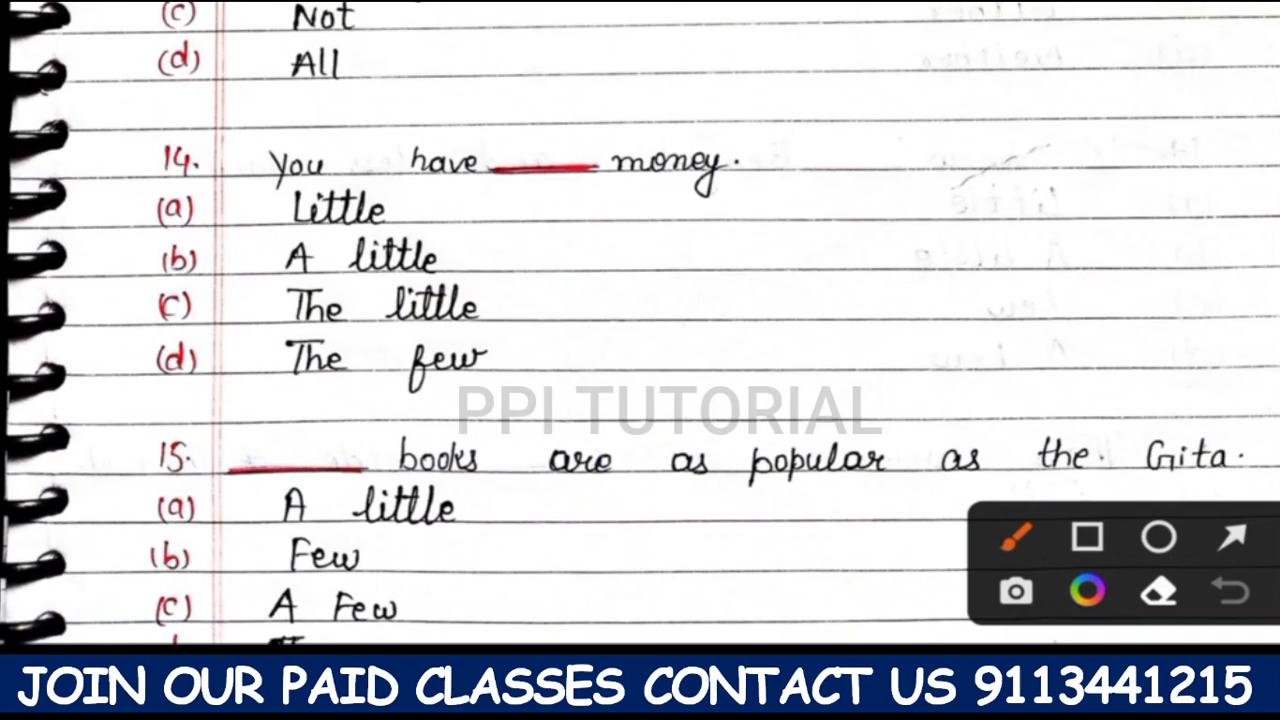 (c) Not
(d) All
14. You have ____ money.
(a) Little
(b) A little
(c) The little
(d) The few
PPI TUTORIAL
15. ____ books are as popular as the. Gita.
(a) A little
(b) Few
(c) A Few
JOIN OUR PAID CLASSES CONTACT US 9113441215